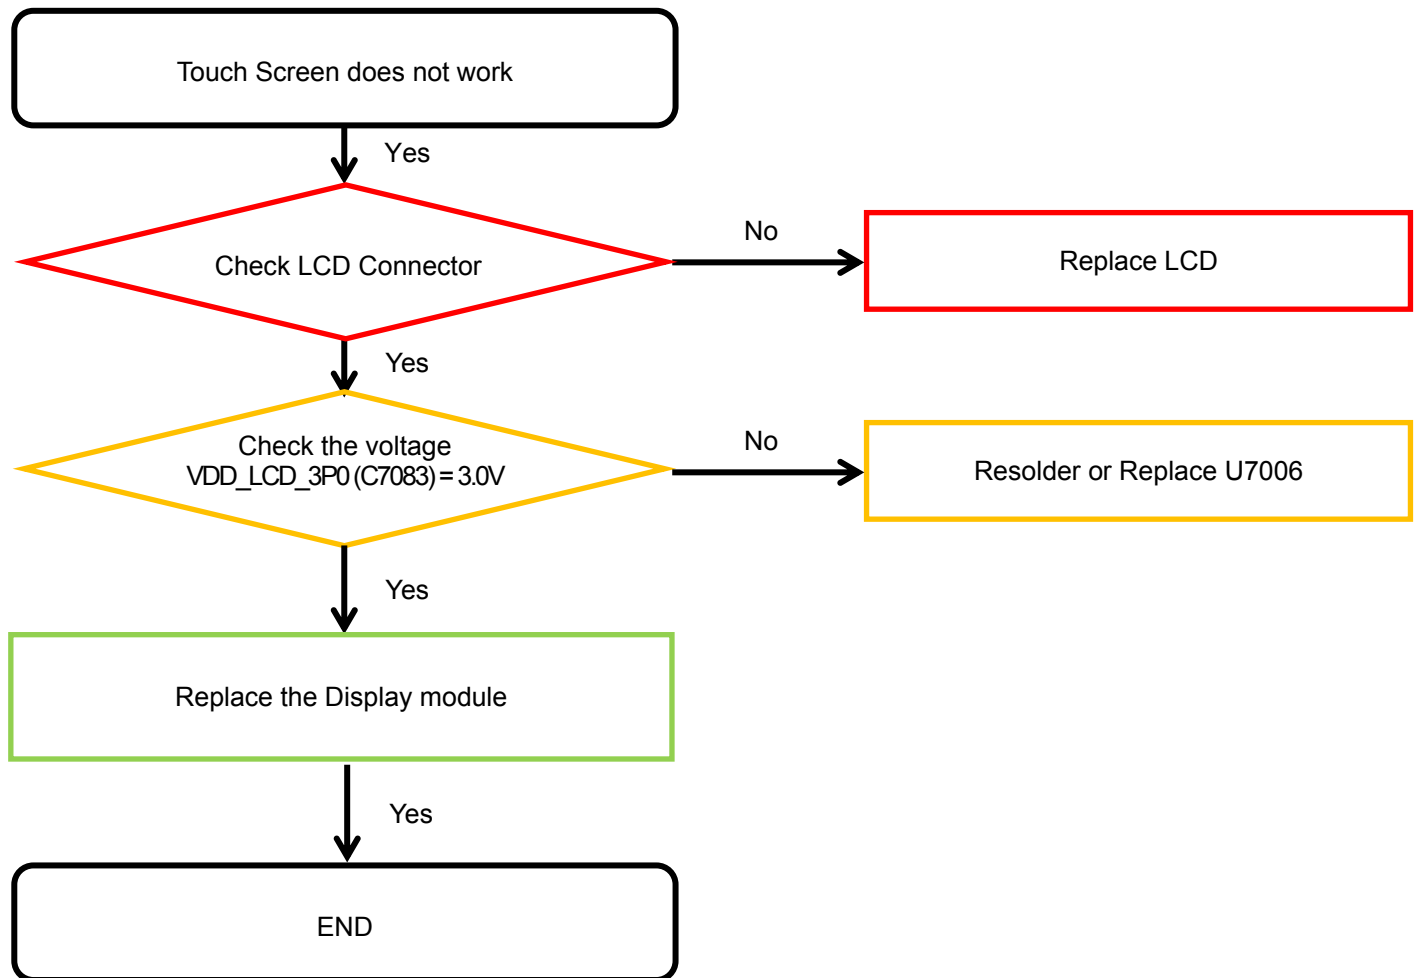 Touch Screen does not work
Yes
Check LCD Connector
No
Replace LCD
Yes
Check the voltage
VDD_LCD_3P0 (C7083) = 3.0V
No
Resolder or Replace U7006
Yes
Replace the Display module
Yes
END